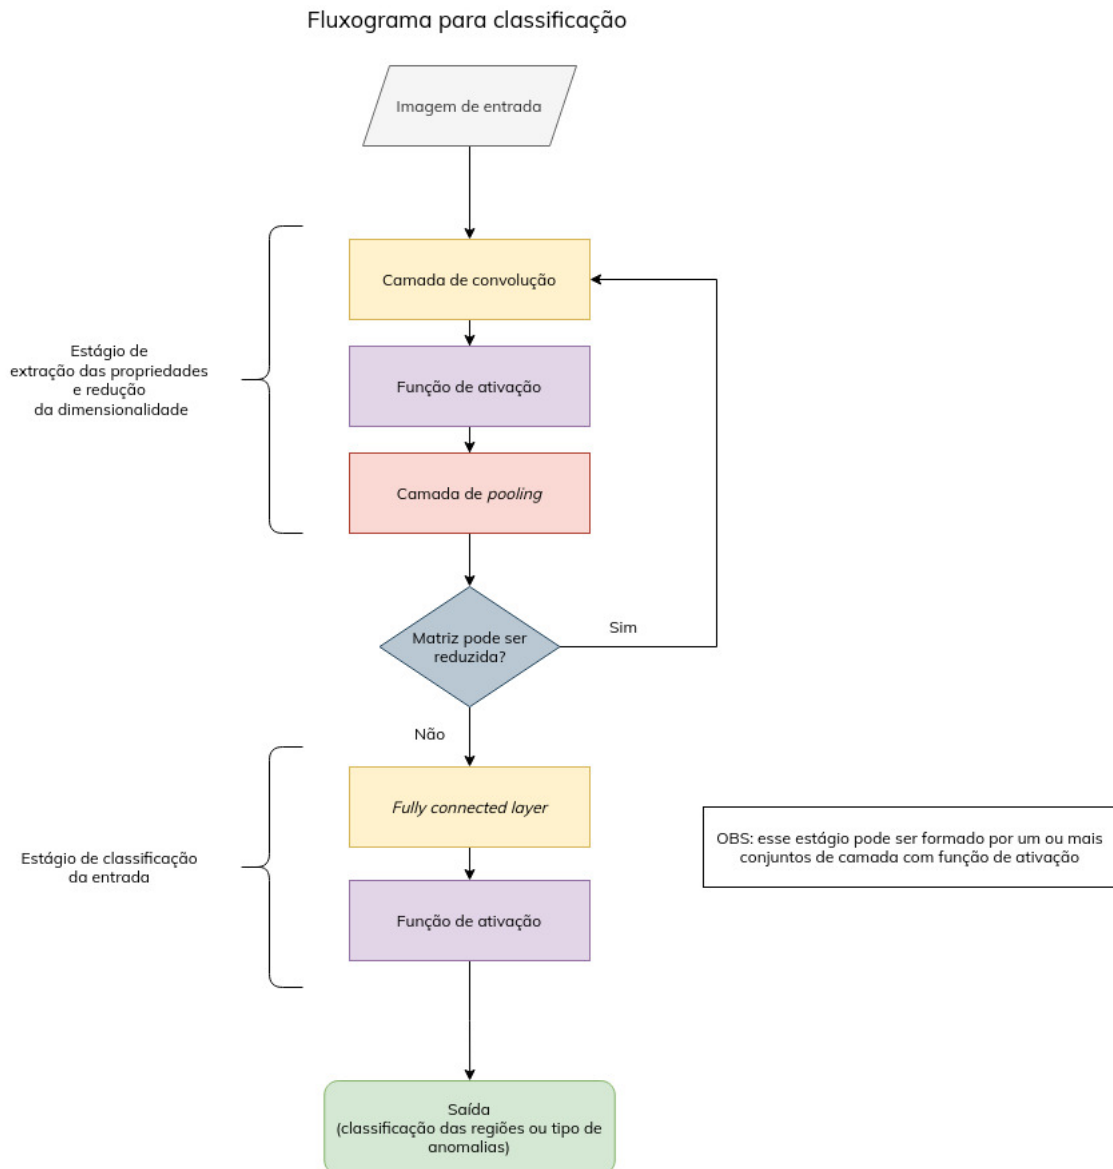 Fluxograma para classificação
Imagem de entrada
Camada de convolução
Estágio de
extração das propriedades
e redução
da dimensionalidade
Função de ativação
Camada de pooling
Matriz pode ser
reduzida?
Sim
Não
Fully connected layer
Estágio de classificação
da entrada
OBS: esse estágio pode ser formado por um ou mais
conjuntos de camada com função de ativação
Função de ativação
Saída
(classificação das regiões ou tipo de
anomalias)